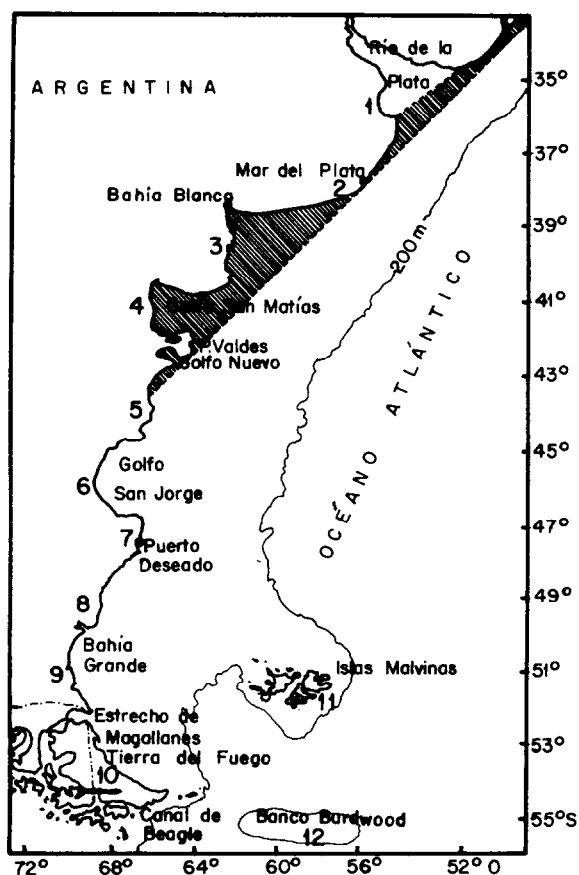 ARGENTINA
Río de la
Plata
1
35°
37°
Mar del Plata
2
Bahía Blanca
39°
3
200m
4
San Matías
41°
P. Valdes
Golfo Nuevo
43°
5
OCÉANO ATLÁNTICO
Golfo
San Jorge
45°
6
7
Puerto
Deseado
47°
8
49°
Bahía
Grande
9
Islas Malvinas
51°
11
Estrecho de
Magallanes
53°
Tierra del Fuego
10
Canal de
Beagle
Banco Bardwood
12
55°S
72° 68° 64° 60° 56° 52° O